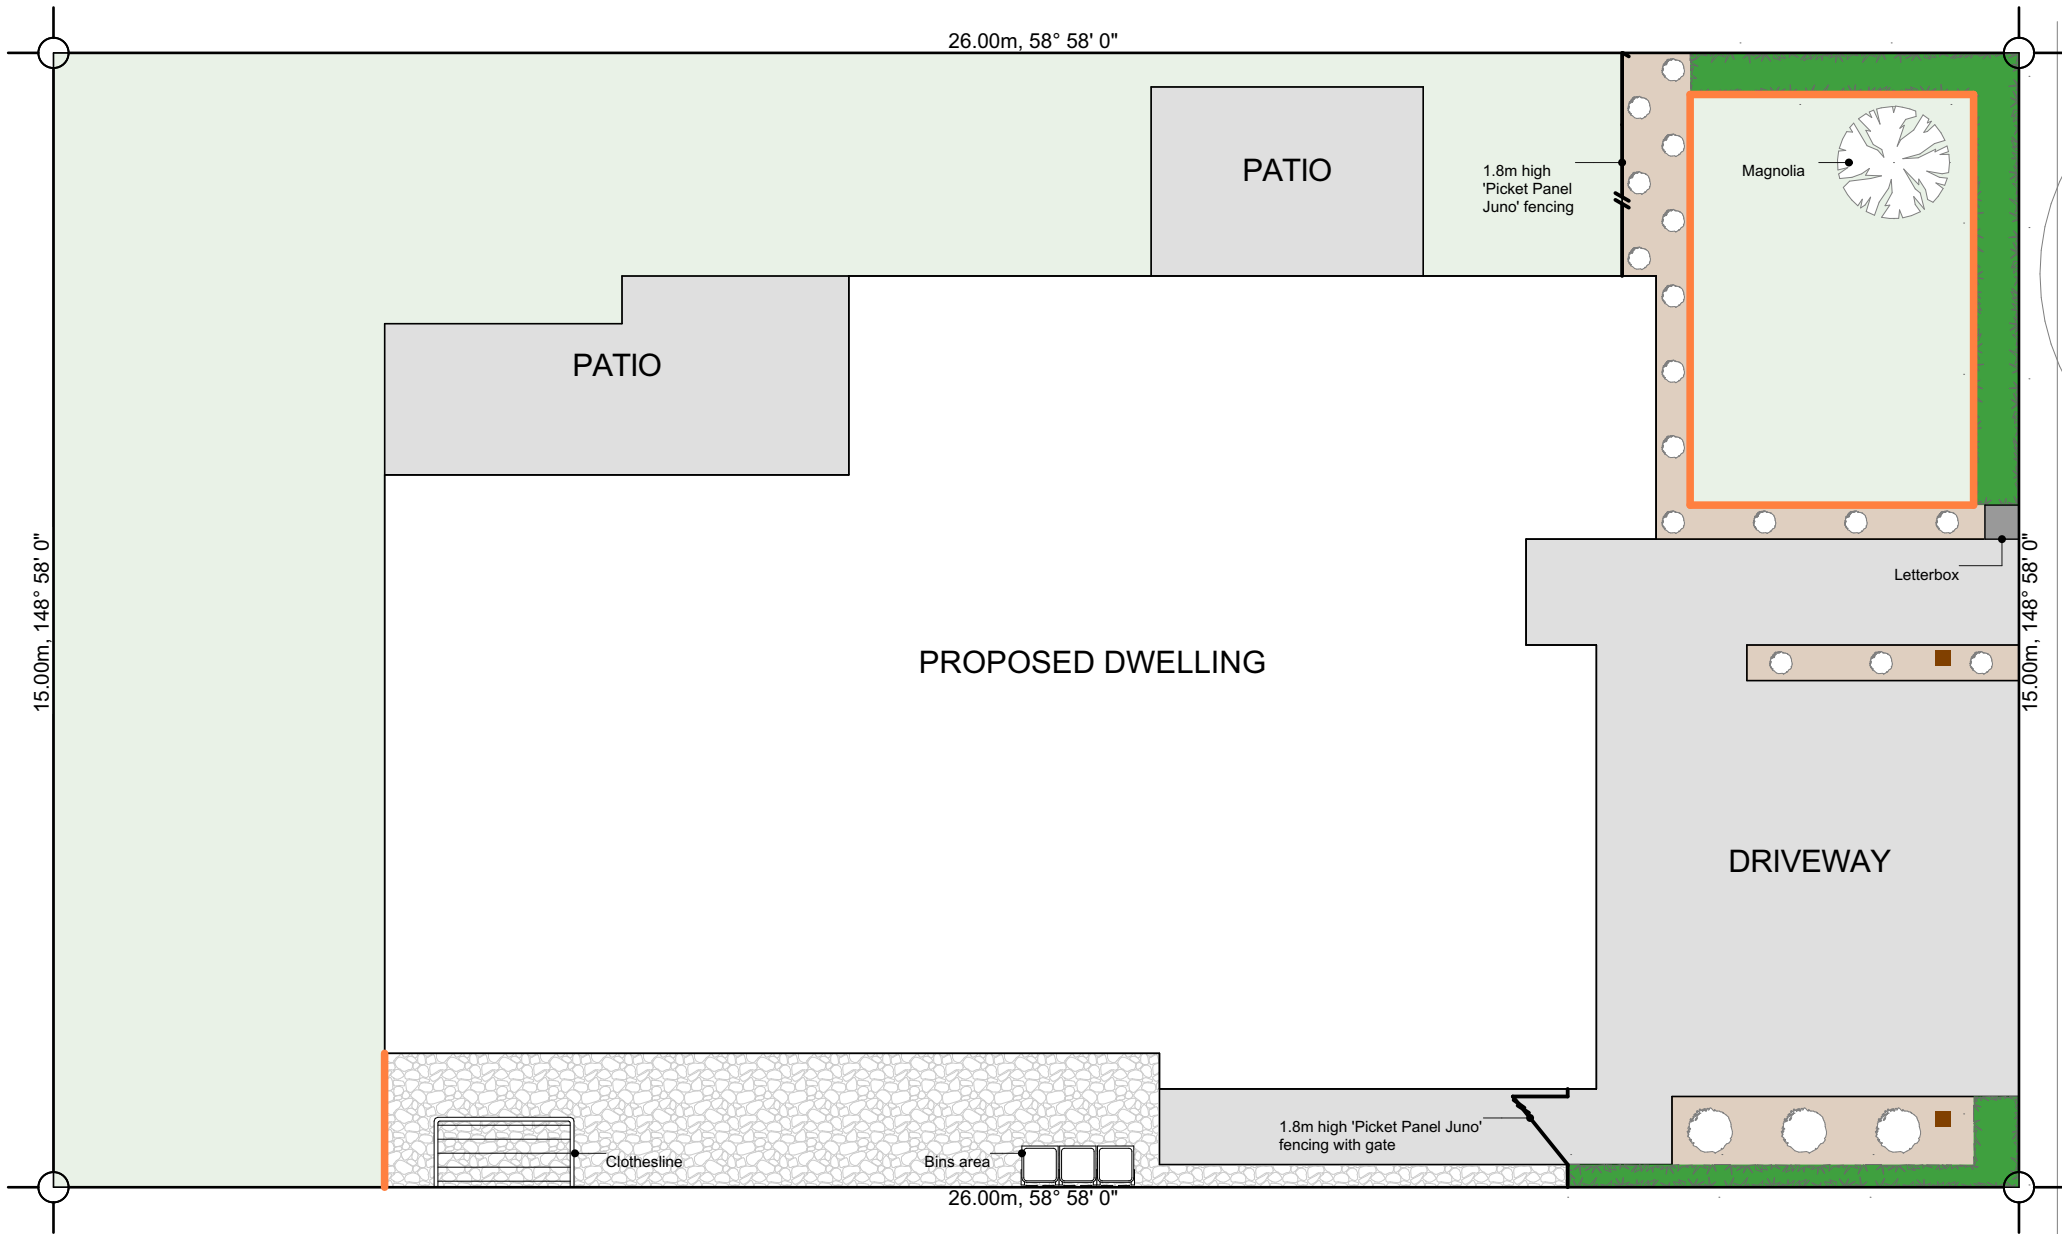 26.00m, 58° 58' 0"
PATIO
1.8m high
'Picket Panel
Juno' fencing
Magnolia
PATIO
15.00m, 148° 58' 0"
Letterbox
15.00m, 148° 58' 0"
PROPOSED DWELLING
DRIVEWAY
1.8m high 'Picket Panel Juno'
fencing with gate
Clothesline
Bins area
26.00m, 58° 58' 0"